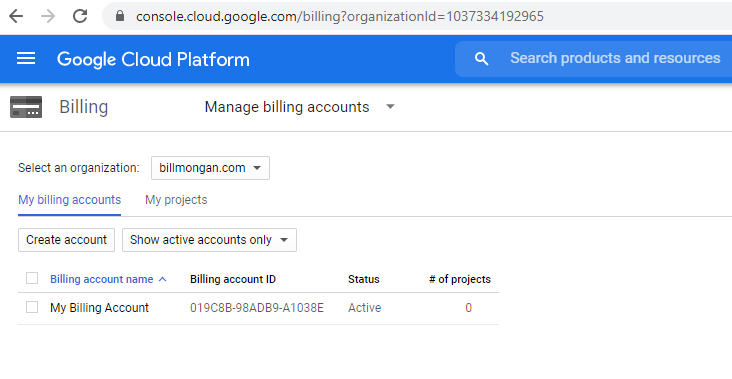 console.cloud.google.com/billing?organizationId=1037334192965
Google Cloud Platform
Search products and resources
Billing
Manage billing accounts
Select an organization:
billmongan.com
My billing accounts
My projects
Create account
Show active accounts only
Billing account name
Billing account ID
Status
# of projects
My Billing Account
019C8B-98ADB9-A1038E
Active
0